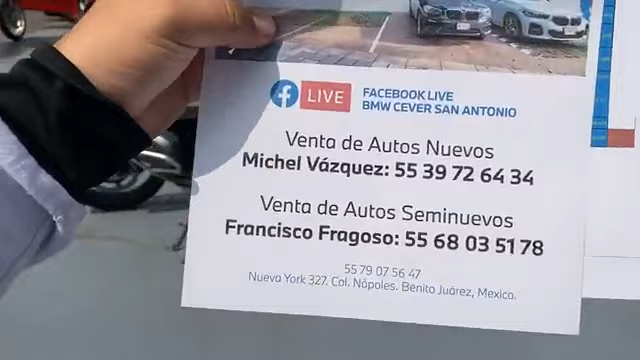 f LIVE FACEBOOK LIVE
BMW CEVER SAN ANTONIO
Venta de Autos Nuevos
Michel Vázquez: 55 39 72 64 34
Venta de Autos Seminuevos
Francisco Fragoso: 55 68 03 51 78
55 79 07 56 47
Nueva York 327. Col. Nápoles. Benito Juárez, Mexico.